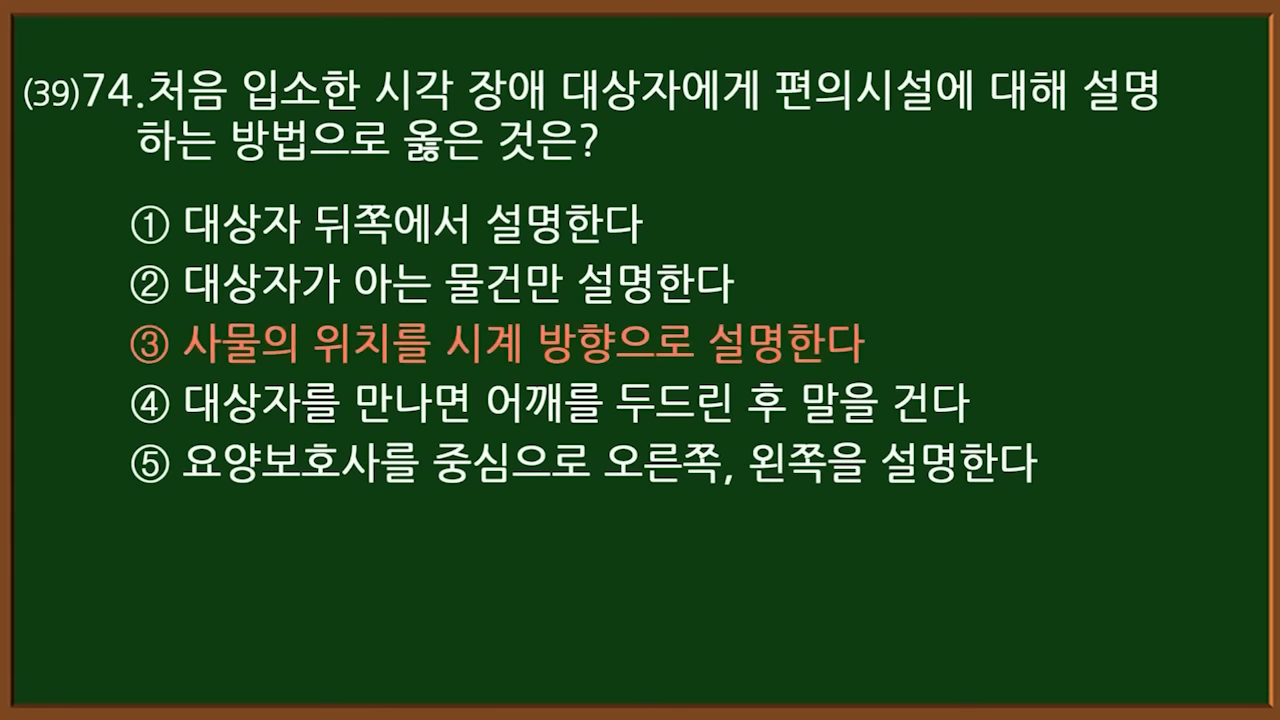 (39)74.처음 입소한 시각 장애 대상자에게 편의시설에 대해 설명
하는 방법으로 옳은 것은?
① 대상자 뒤쪽에서 설명한다
② 대상자가 아는 물건만 설명한다
③ 사물의 위치를 시계 방향으로 설명한다
④ 대상자를 만나면 어깨를 두드린 후 말을 건다
⑤ 요양보호사를 중심으로 오른쪽, 왼쪽을 설명한다